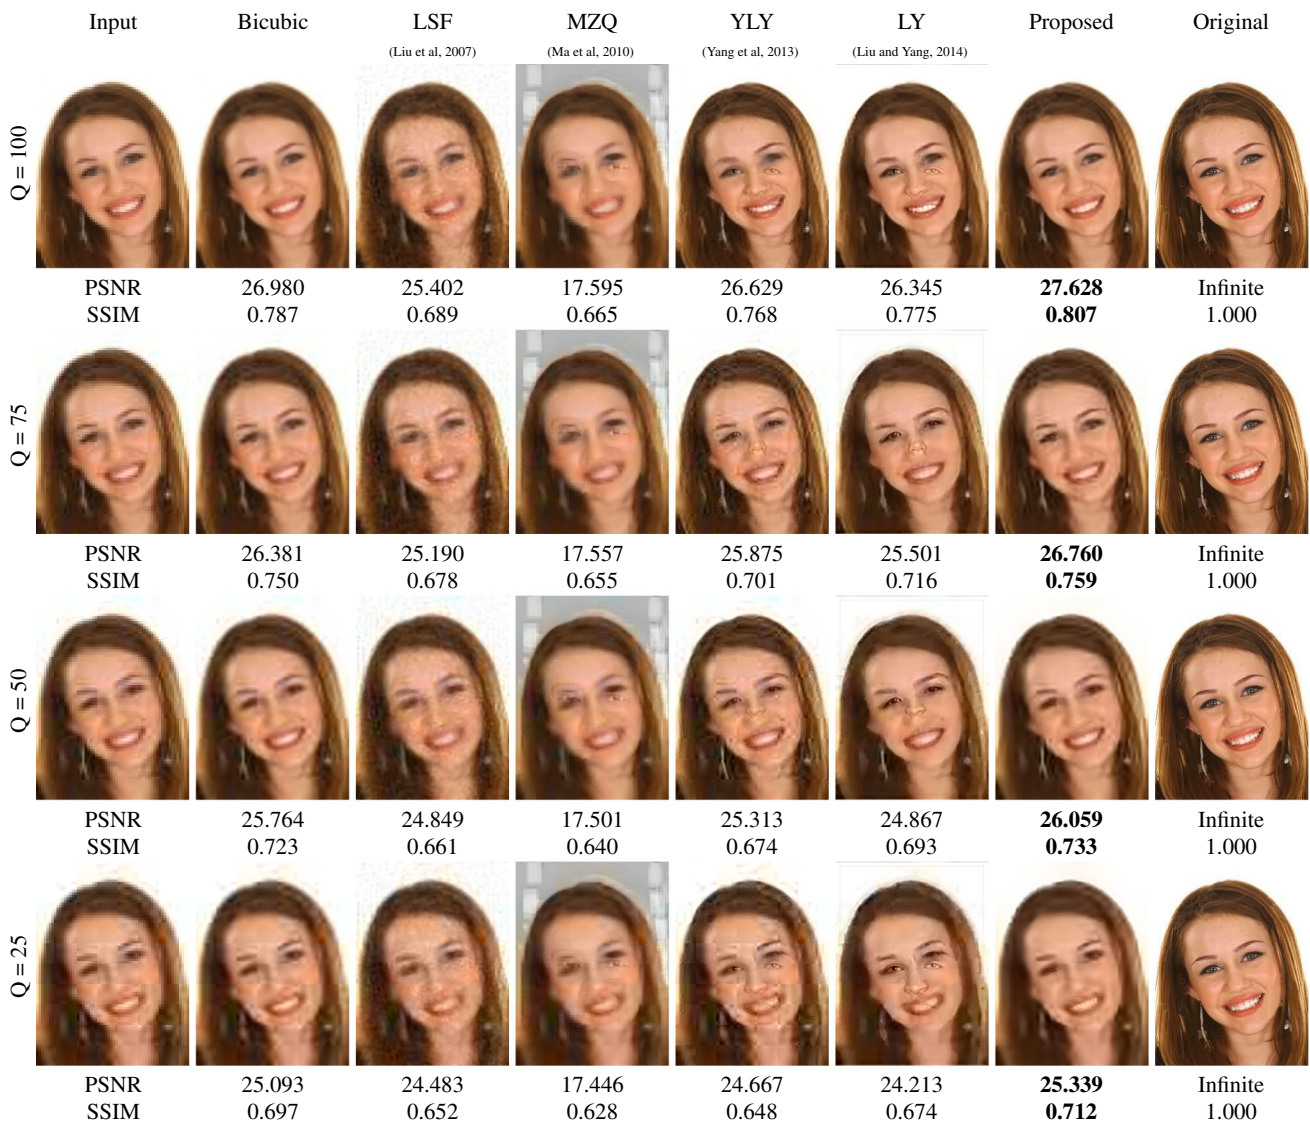 Input Bicubic LSF MZQ YLY LY Proposed Original
(Liu et al, 2007) (Ma et al, 2010) (Yang et al, 2013) (Liu and Yang, 2014)
Q = 100
PSNR 26.980 25.402 17.595 26.629 26.345 27.628 Infinite
SSIM 0.787 0.689 0.665 0.768 0.775 0.807 1.000
Q = 75
PSNR 26.381 25.190 17.557 25.875 25.501 26.760 Infinite
SSIM 0.750 0.678 0.655 0.701 0.716 0.759 1.000
Q = 50
PSNR 25.764 24.849 17.501 25.313 24.867 26.059 Infinite
SSIM 0.723 0.661 0.640 0.674 0.693 0.733 1.000
Q = 25
PSNR 25.093 24.483 17.446 24.667 24.213 25.339 Infinite
SSIM 0.697 0.652 0.628 0.648 0.674 0.712 1.000